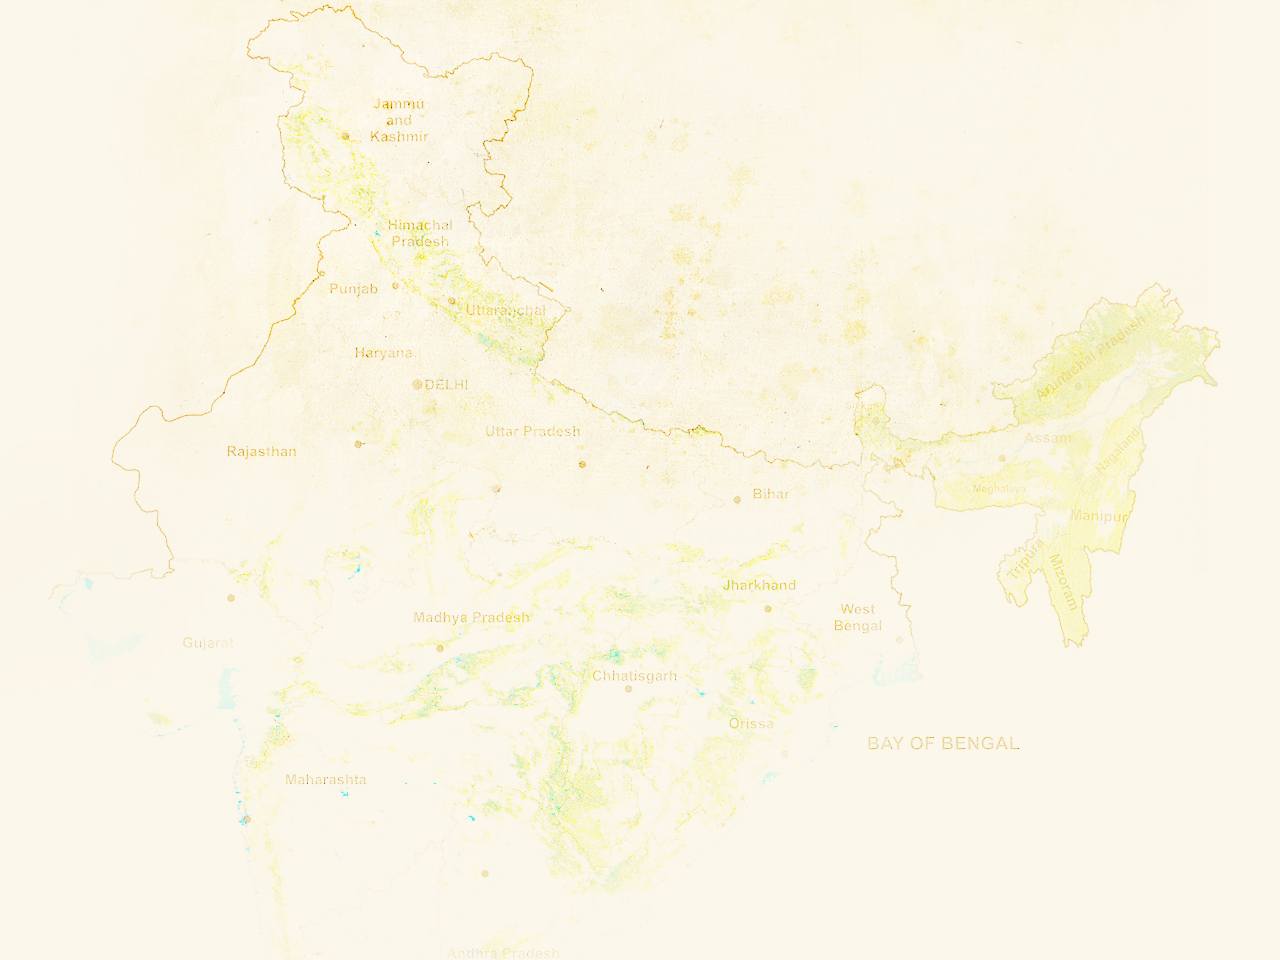 Jammu
and
Kashmir
Himachal
Pradesh
Punjab
Uttaranchal
Haryana
DELHI
Arunachal Pradesh
Uttar Pradesh
Assam
Nagaland
Rajasthan
Meghalaya
Bihar
Manipur
Tripura
Mizoram
Jharkhand
West
Bengal
Madhya Pradesh
Gujarat
Chhatisgarh
Orissa
BAY OF BENGAL
Maharashta
Andhra Pradesh